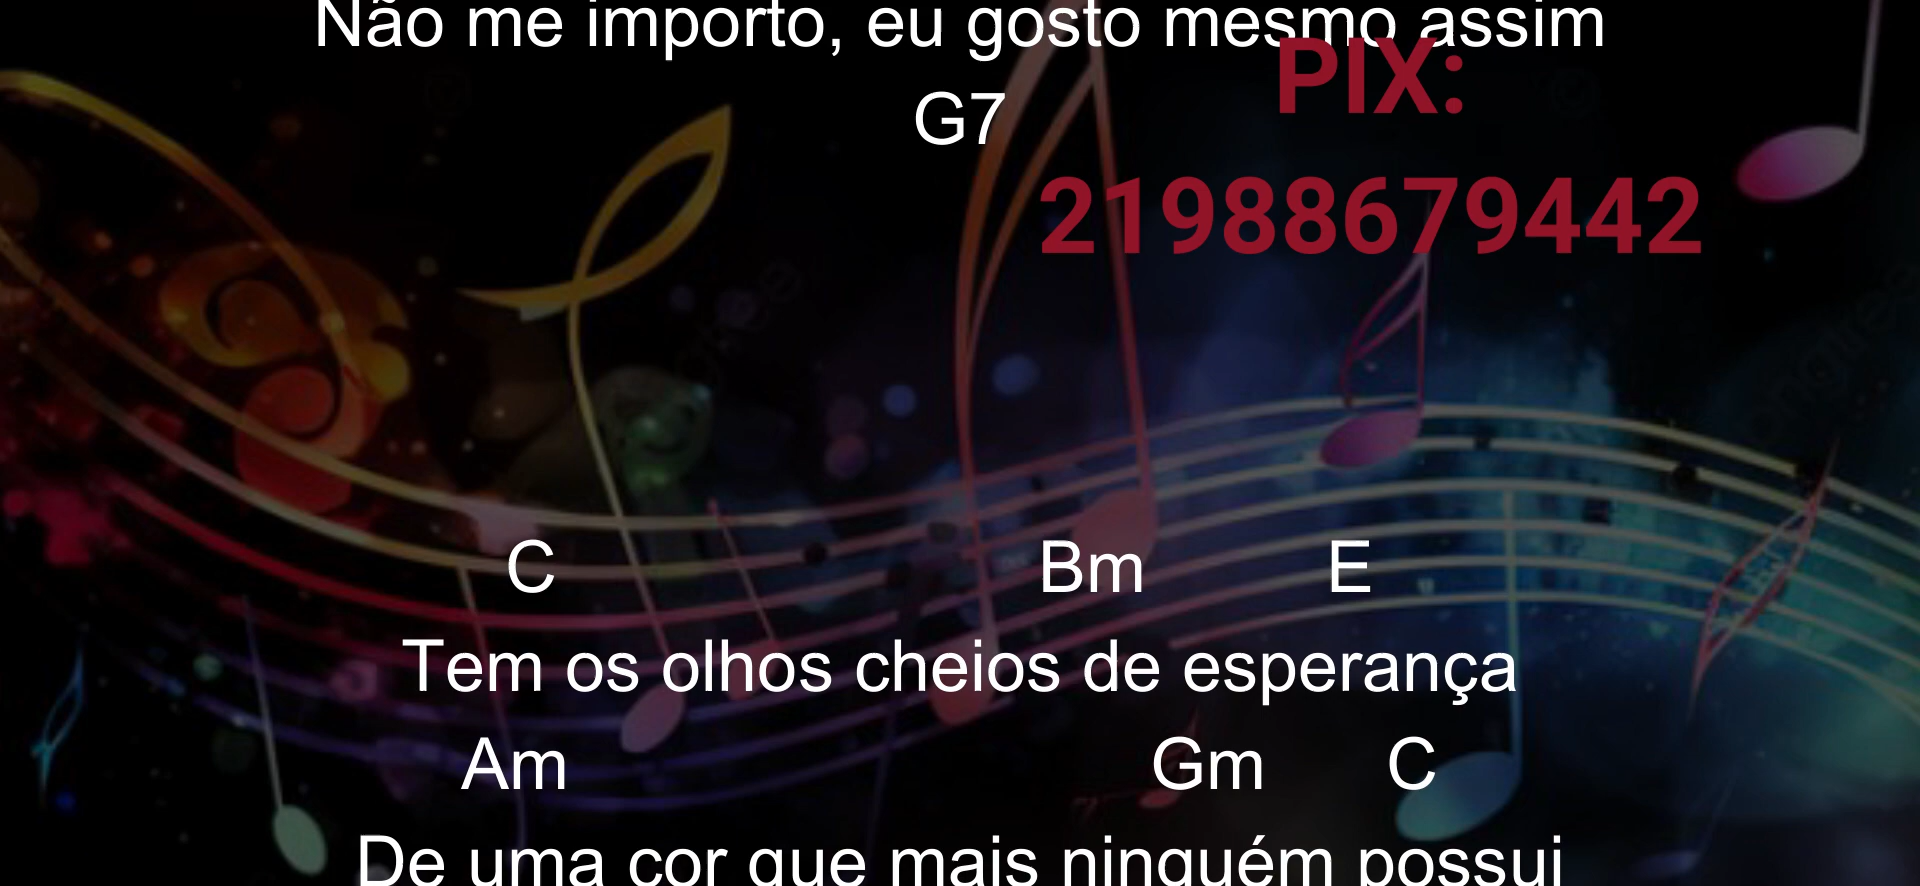 Não me importo, eu gosto mesmo assim
PIX:
G7
21988679442
C Bm E
Tem os olhos cheios de esperança
Am Gm C
De uma cor que mais ninguém possui